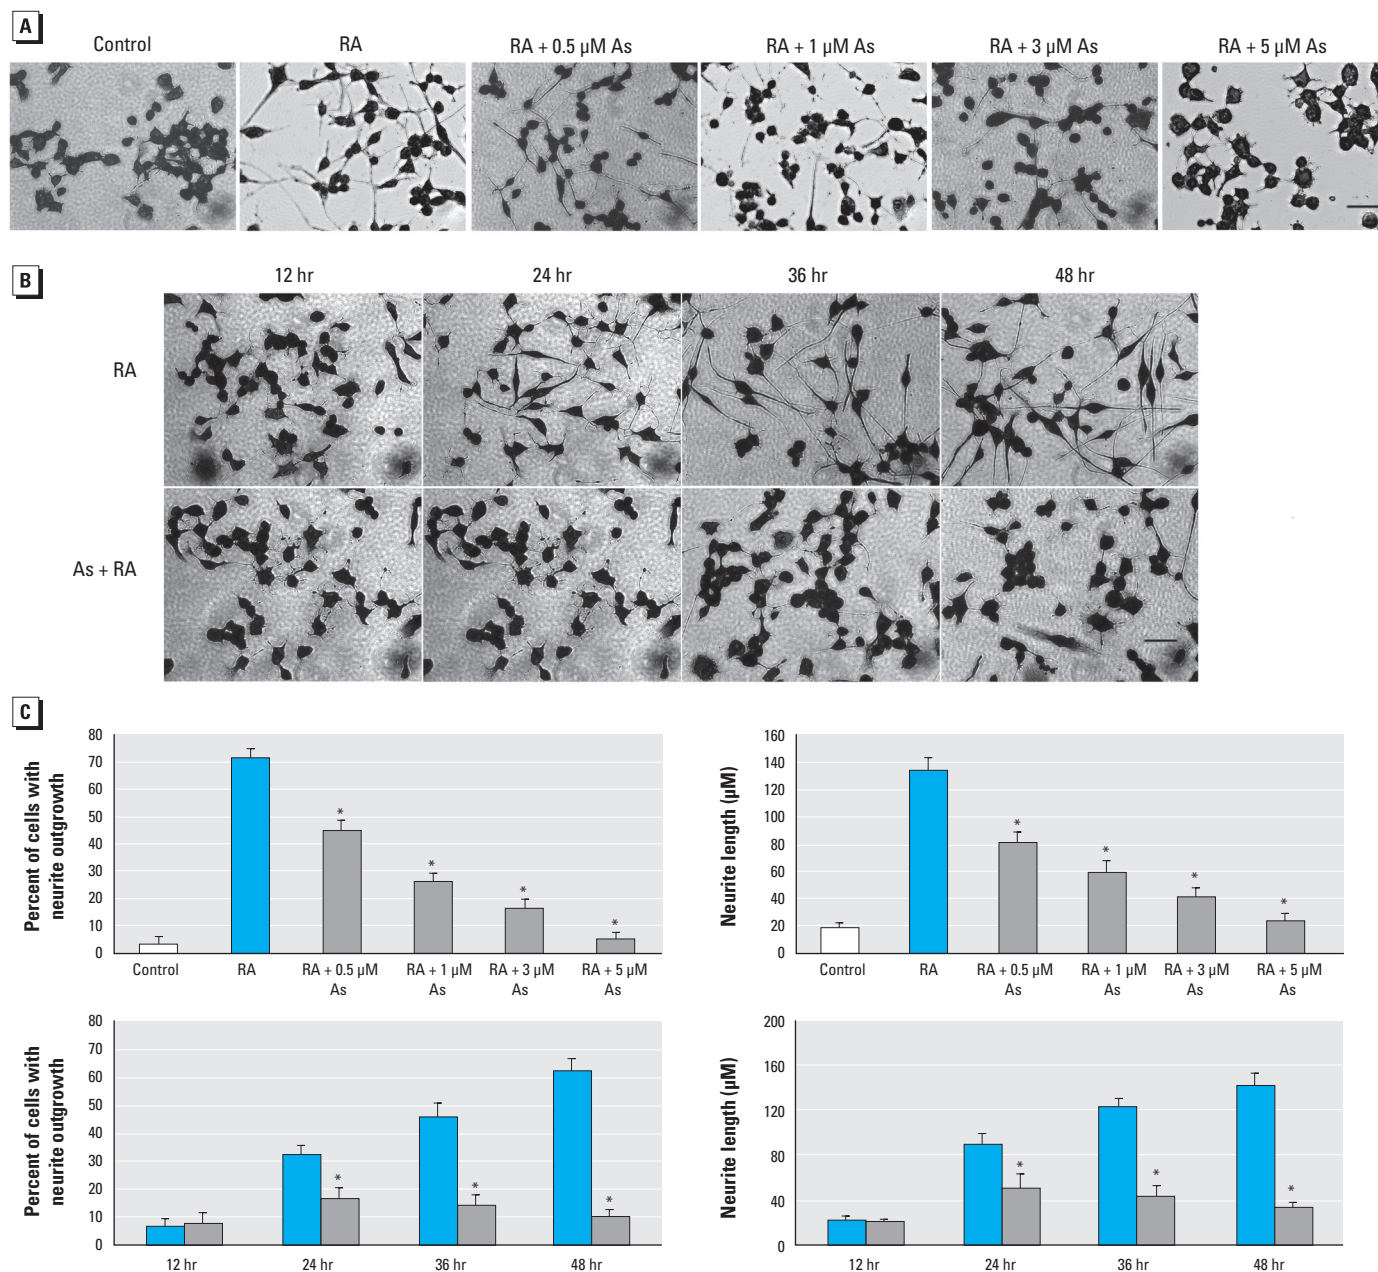 A
Control RA RA + 0.5 µM As RA + 1 µM As RA + 3 µM As RA + 5 µM As
B
12 hr 24 hr 36 hr 48 hr
RA
As + RA
C
Percent of cells with
neurite outgrowth
80
70
60
50
40
30
20
10
0
* * * *
Control RA RA + 0.5 µM RA + 1 µM RA + 3 µM RA + 5 µM
As As As As
Neurite length (µM)
160
140
120
100
80
60
40
20
0
* * * *
Control RA RA + 0.5 µM RA + 1 µM RA + 3 µM RA + 5 µM
As As As As
Percent of cells with
neurite outgrowth
80
70
60
50
40
30
20
10
0
* * *
12 hr 24 hr 36 hr 48 hr
Neurite length (µM)
200
160
120
80
40
0
* * *
12 hr 24 hr 36 hr 48 hr